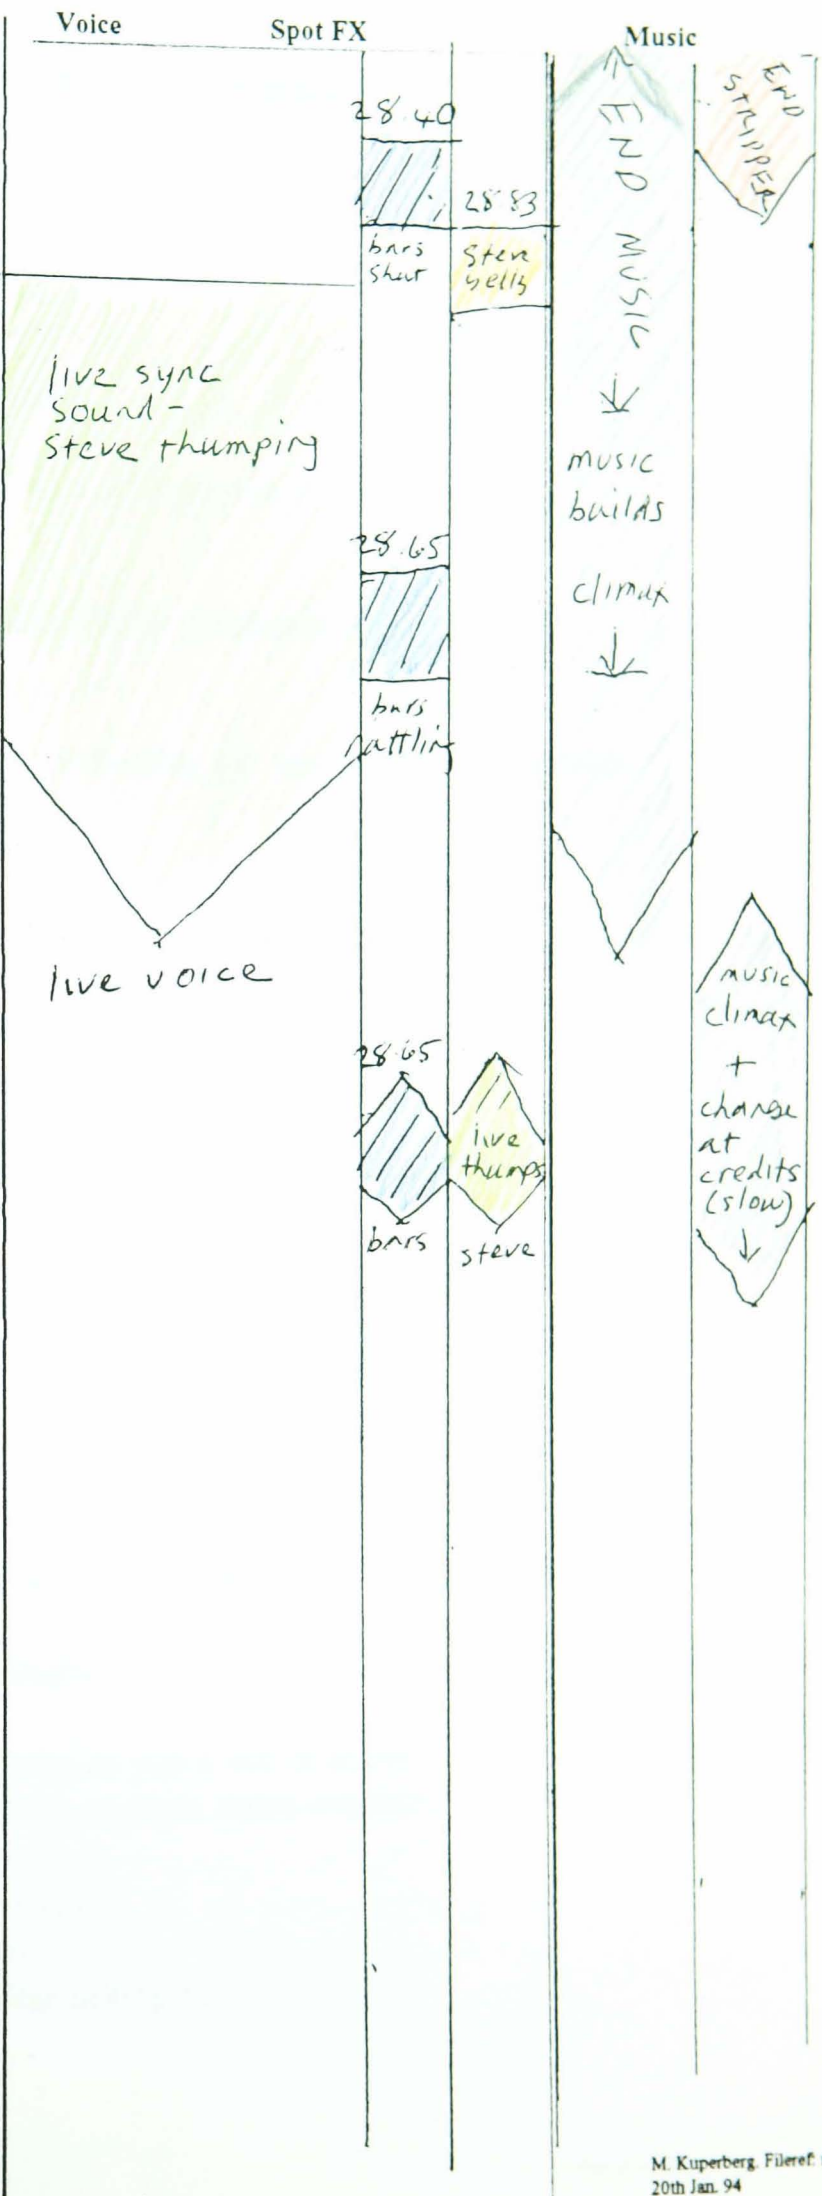 Voice Spot FX Music
28.40
bars
shut
28 83
steve
yells
END MUSIC
END
STRIPPER
live sync
sound -
steve thumping
music
builds
climax
28.65
bars
rattling
live voice
music
climax
+
change
at
credits
(slow)
28.65
bars
live
thumps
steve
M. Kuperberg. Fileref:
20th Jan. 94